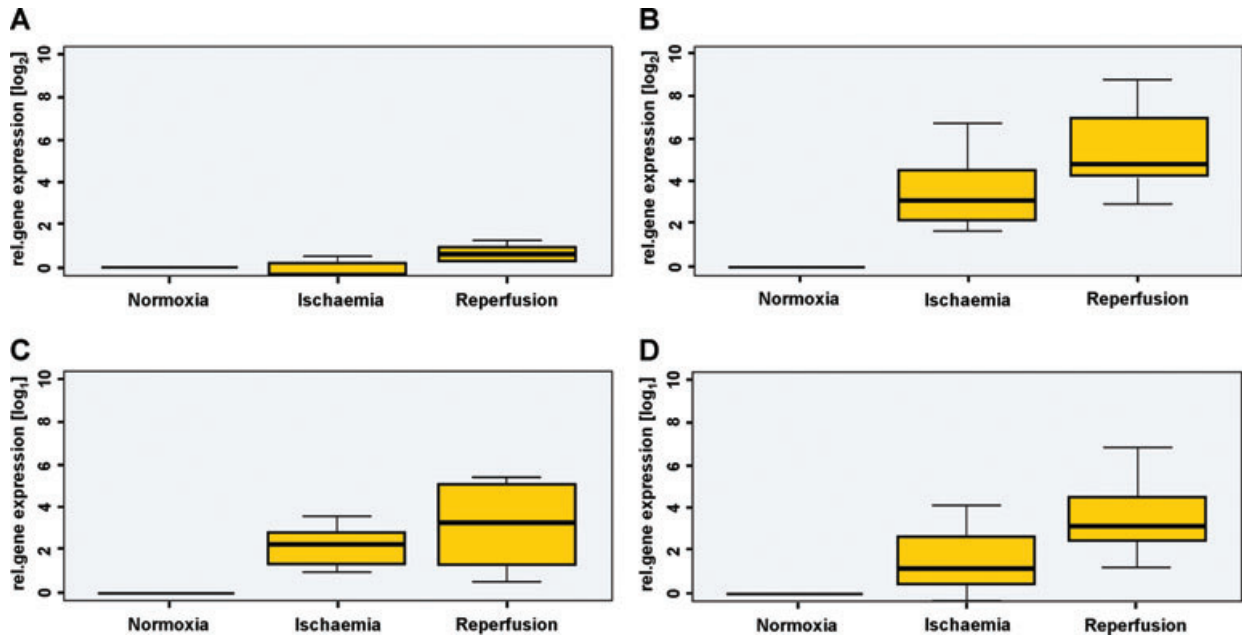 A
rel.gene expression [log2]
10
8
6
4
2
0
Normoxia Ischaemia Reperfusion
B
rel.gene expression [log2]
10
8
6
4
2
0
Normoxia Ischaemia Reperfusion
C
rel.gene expression [log1]
10
8
6
4
2
0
Normoxia Ischaemia Reperfusion
D
rel.gene expression [log1]
10
8
6
4
2
0
Normoxia Ischaemia Reperfusion